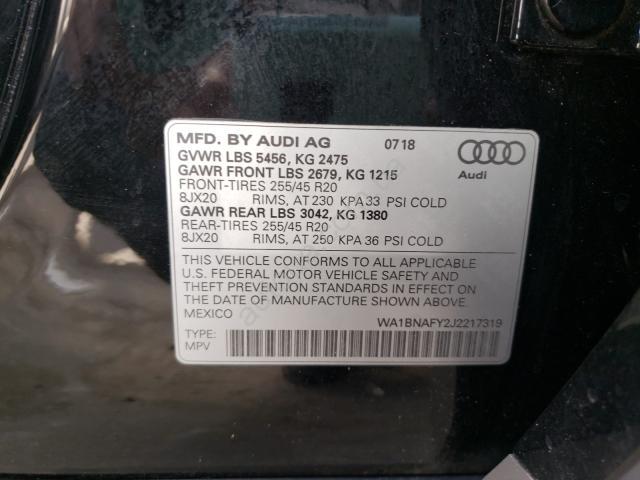 MFD. BY AUDI AG 0718
GVWR LBS 5456, KG 2475
GAWR FRONT LBS 2679, KG 1215
FRONT-TIRES 255/45 R20
8JX20 RIMS, AT 230 KPA 33 PSI COLD
GAWR REAR LBS 3042, KG 1380
REAR-TIRES 255/45 R20
8JX20 RIMS, AT 250 KPA 36 PSI COLD
Audi
THIS VEHICLE CONFORMS TO ALL APPLICABLE
U.S. FEDERAL MOTOR VEHICLE SAFETY AND
THEFT PREVENTION STANDARDS IN EFFECT ON
THE DATE OF MANUFACTURE SHOWN ABOVE.
MEXICO
WA1BNAFY2J2217319
TYPE:
MPV